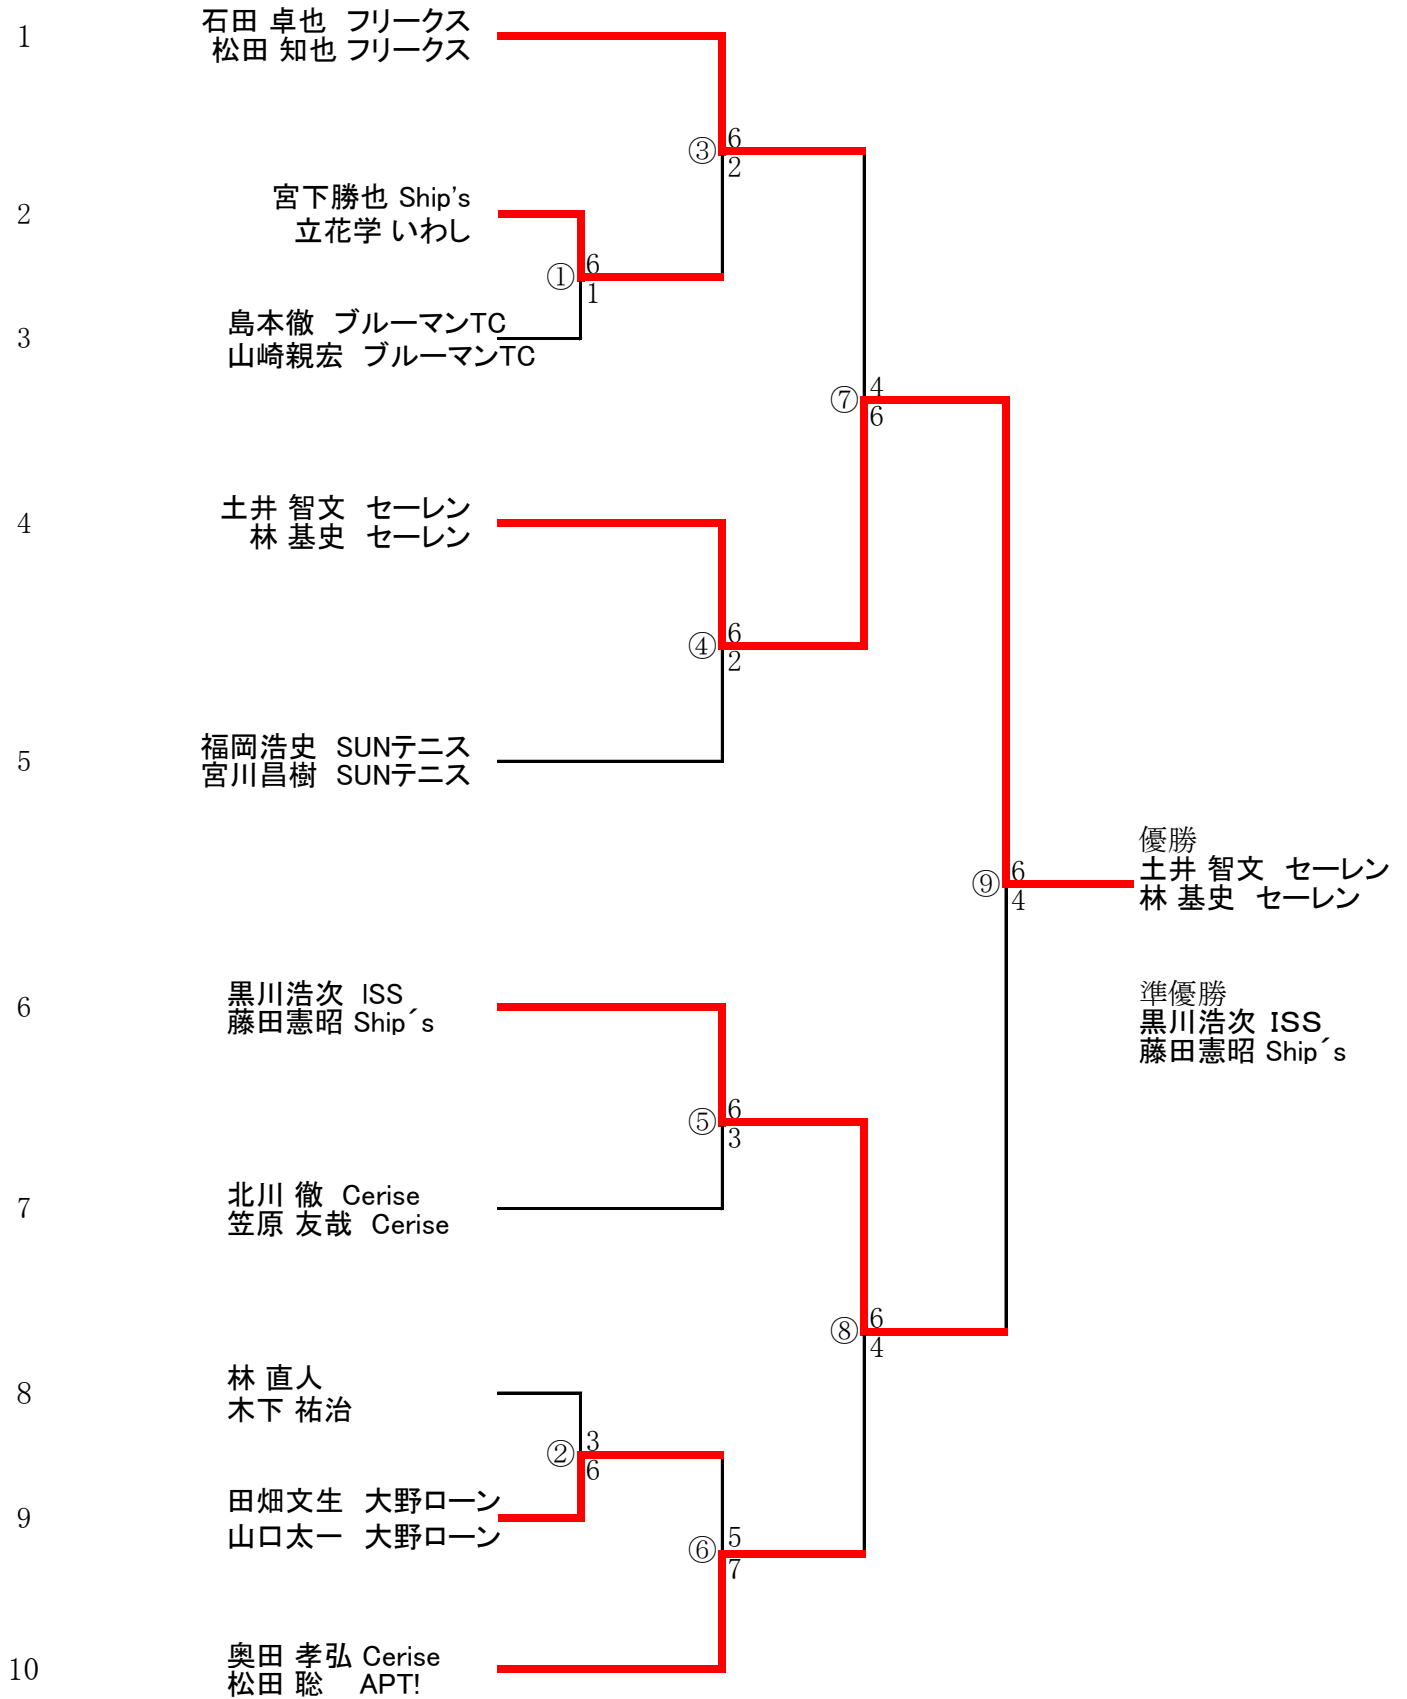 1
石田 卓也　フリークス
松田 知也 フリークス
③
6
2
2
宮下勝也 Ship's
立花学 いわし
①
6
1
3
島本徹　ブルーマンTC
山崎親宏　ブルーマンTC
⑦
4
6
4
土井 智文　セーレン
林 基史　セーレン
④
6
2
5
福岡浩史　SUNテニス
宮川昌樹　SUNテニス
⑨
6
4
優勝
土井 智文　セーレン
林 基史　セーレン
6
黒川浩次　ISS
藤田憲昭 Ship´s
準優勝
黒川浩次　ISS
藤田憲昭 Ship´s
⑤
6
3
7
北川 徹　Cerise
笠原 友哉　Cerise
⑧
6
4
8
林 直人
木下 祐治
②
3
6
9
田畑文生　大野ローン
山口太一　大野ローン
⑥
5
7
10
奥田 孝弘 Cerise
松田 聡　 APT!